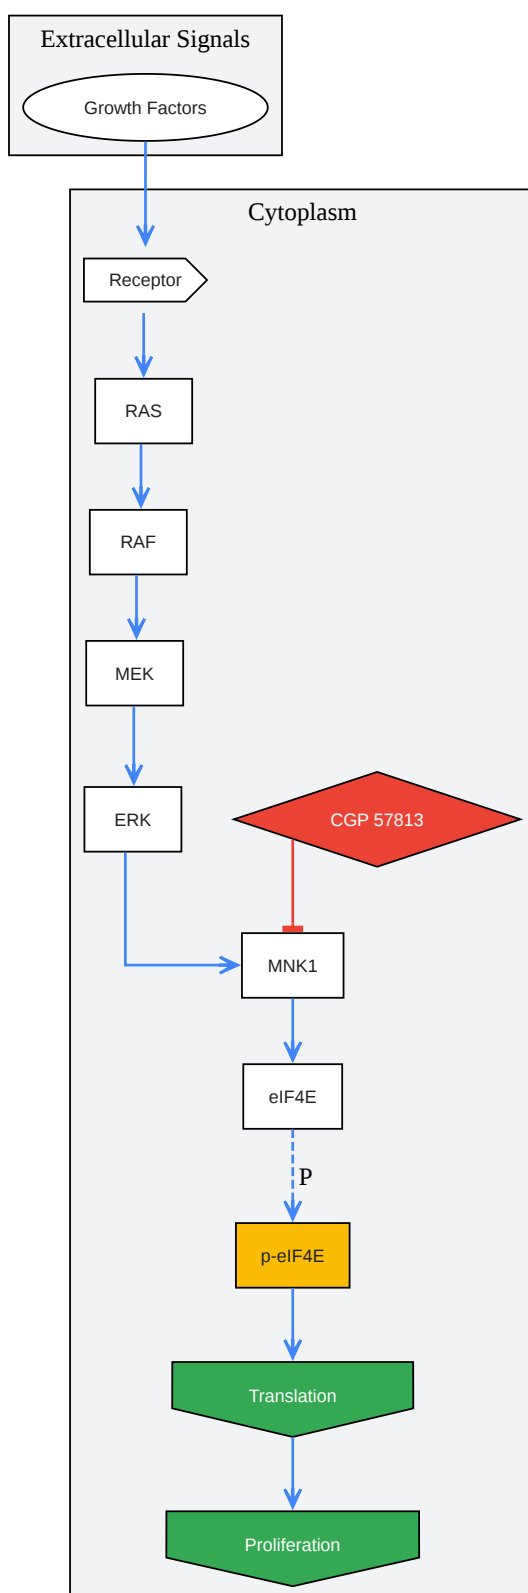 Extracellular Signals
Growth Factors
Cytoplasm
Receptor
RAS
RAF
MEK
ERK
CGP 57813
MNK1
eIF4E
P
p-eIF4E
Translation
Proliferation